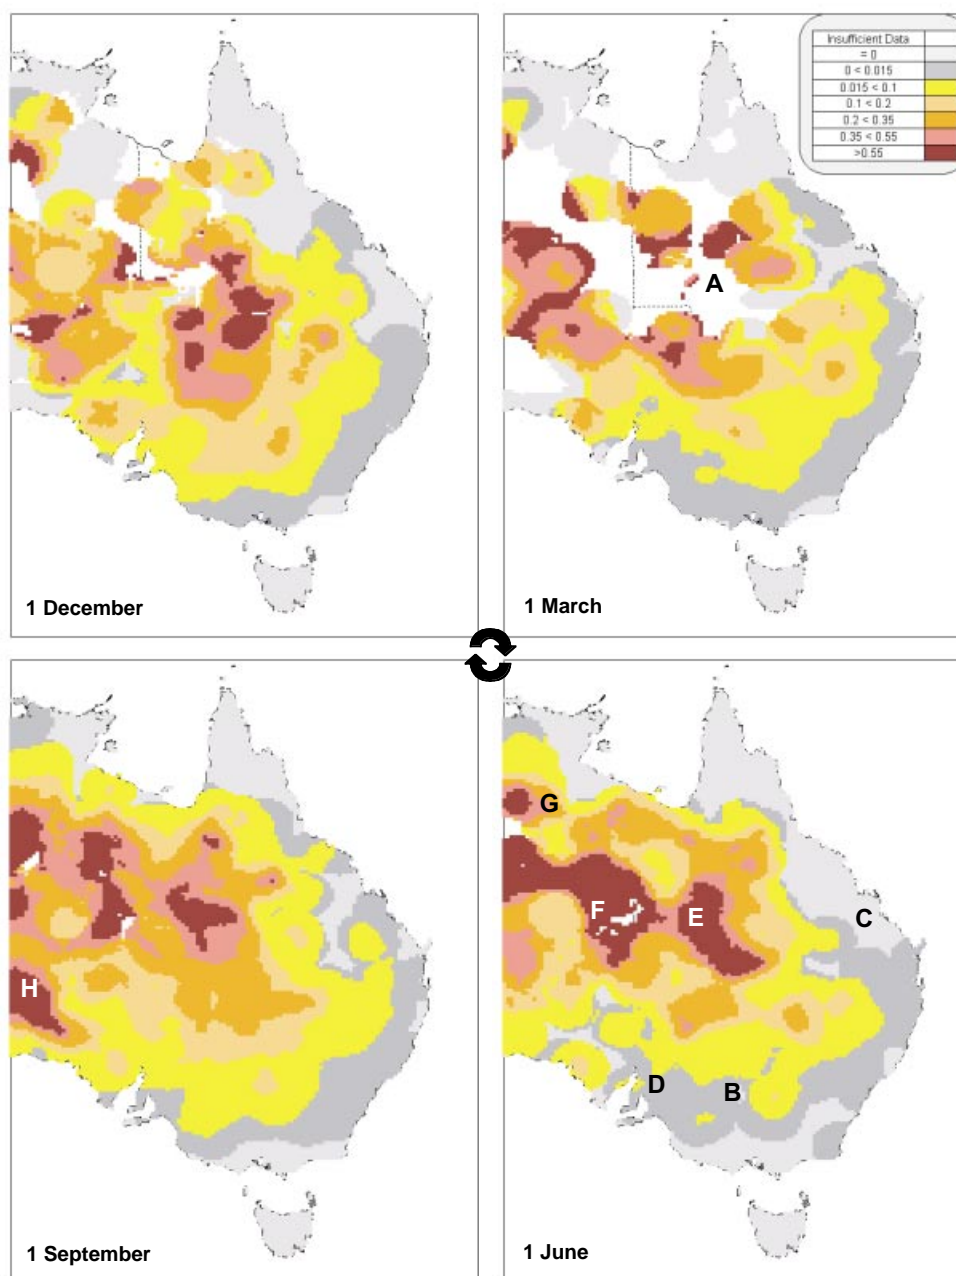 Insufficient Data
= 0
0 < 0.015
0.015 < 0.1
0.1 < 0.2
0.2 < 0.35
0.35 < 0.55
>0.55
A
1 December
1 March
G
F
E
C
H
D
B
1 September
1 June